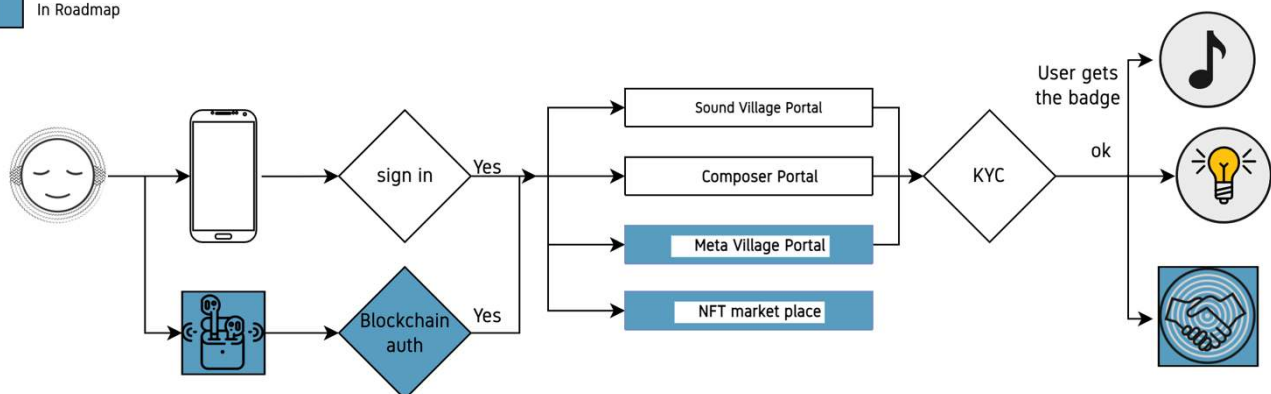 In Roadmap
sign in
Yes
Blockchain
auth
Yes
Sound Village Portal
Composer Portal
Meta Village Portal
NFT market place
KYC
User gets
the badge
ok